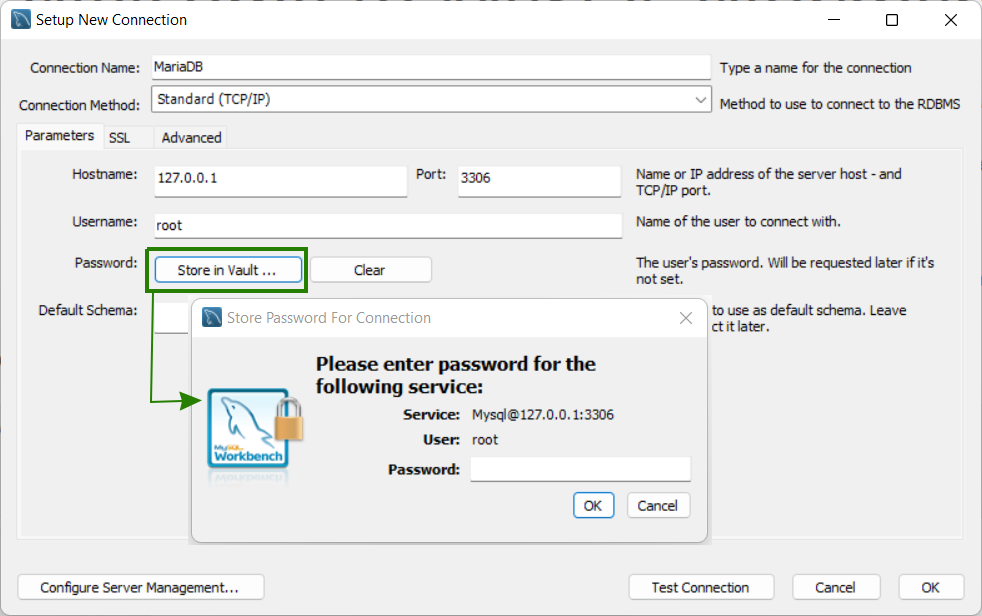 Setup New Connection
Connection Name: MariaDB Type a name for the connection
Connection Method: Standard (TCP/IP) Method to use to connect to the RDBMS
Parameters SSL Advanced
Hostname: 127.0.0.1 Port: 3306 Name or IP address of the server host - and
TCP/IP port.
Username: root Name of the user to connect with.
Password: Store in Vault ... Clear The user's password. Will be requested later if it's
not set.
Default Schema: to use as default schema. Leave
ct it later.
Store Password For Connection
Please enter password for the
following service:
Service: Mysql@127.0.0.1:3306
User: root
Password:
MySQL
Workbench
OK Cancel
Configure Server Management... Test Connection Cancel OK